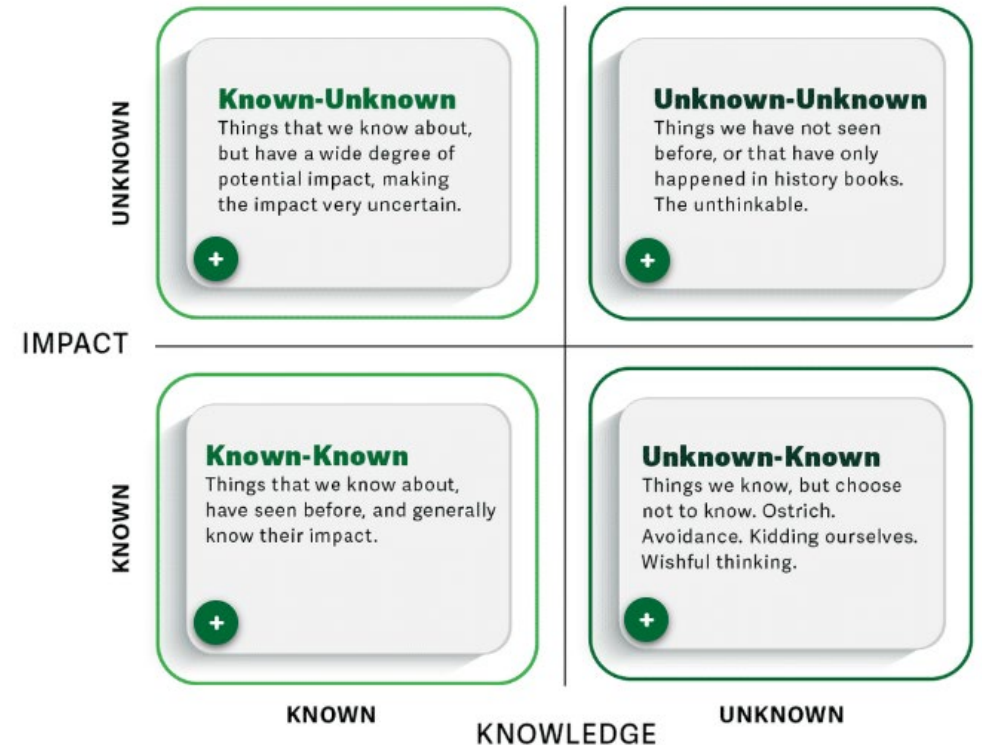 UNKNOWN
Known-Unknown
Things that we know about,
but have a wide degree of
potential impact, making
the impact very uncertain.
+
Unknown-Unknown
Things we have not seen
before, or that have only
happened in history books.
The unthinkable.
+
IMPACT
KNOWN
Known-Known
Things that we know about,
have seen before, and generally
know their impact.
+
Unknown-Known
Things we know, but choose
not to know. Ostrich.
Avoidance. Kidding ourselves.
Wishful thinking.
+
KNOWN
KNOWLEDGE
UNKNOWN